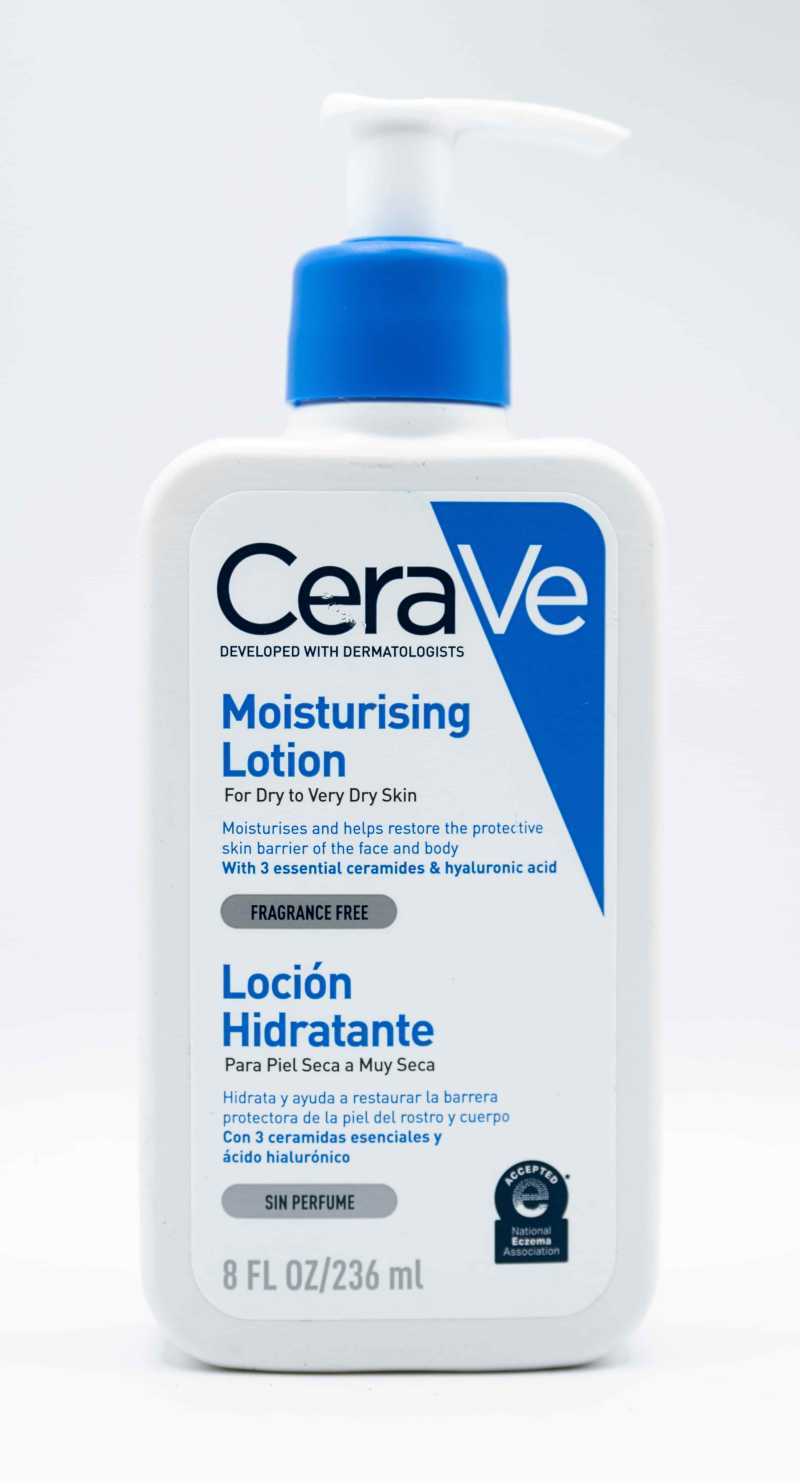 CeraVe
DEVELOPED WITH DERMATOLOGISTS
Moisturising
Lotion
For Dry to Very Dry Skin
Moisturises and helps restore the protective
skin barrier of the face and body
With 3 essential ceramides & hyaluronic acid
FRAGRANCE FREE
Loción
Hidratante
Para Piel Seca a Muy Seca
Hidrata y ayuda a restaurar la barrera
protectora de la piel del rostro y cuerpo
Con 3 ceramidas esenciales y
ácido hialurónico
SIN PERFUME
ACCEPTED
National
Eczema
Association
8 FL OZ/236 ml